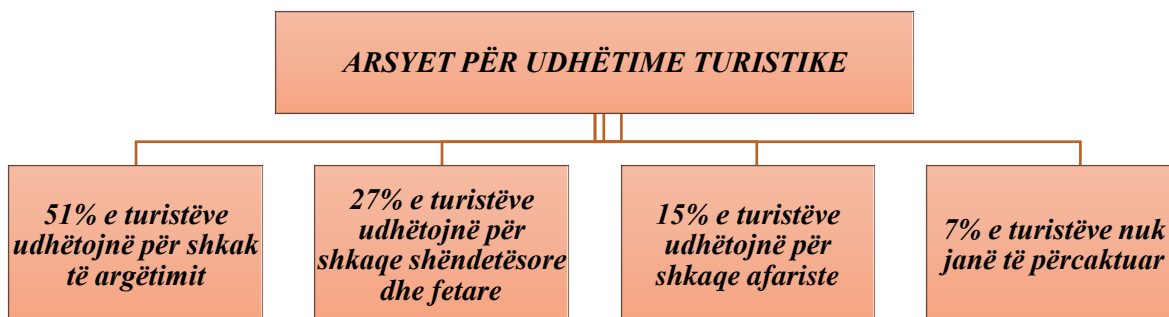 ARSYET PËR UDHËTIME TURISTIKE
51% e turistëve
udhëtojnë për shkak
të argëtimit
27% e turistëve
udhëtojnë për
shkaqe shëndetësore
dhe fetare
15% e turistëve
udhëtojnë për
shkaqe afariste
7% e turistëve nuk
janë të përcaktuar